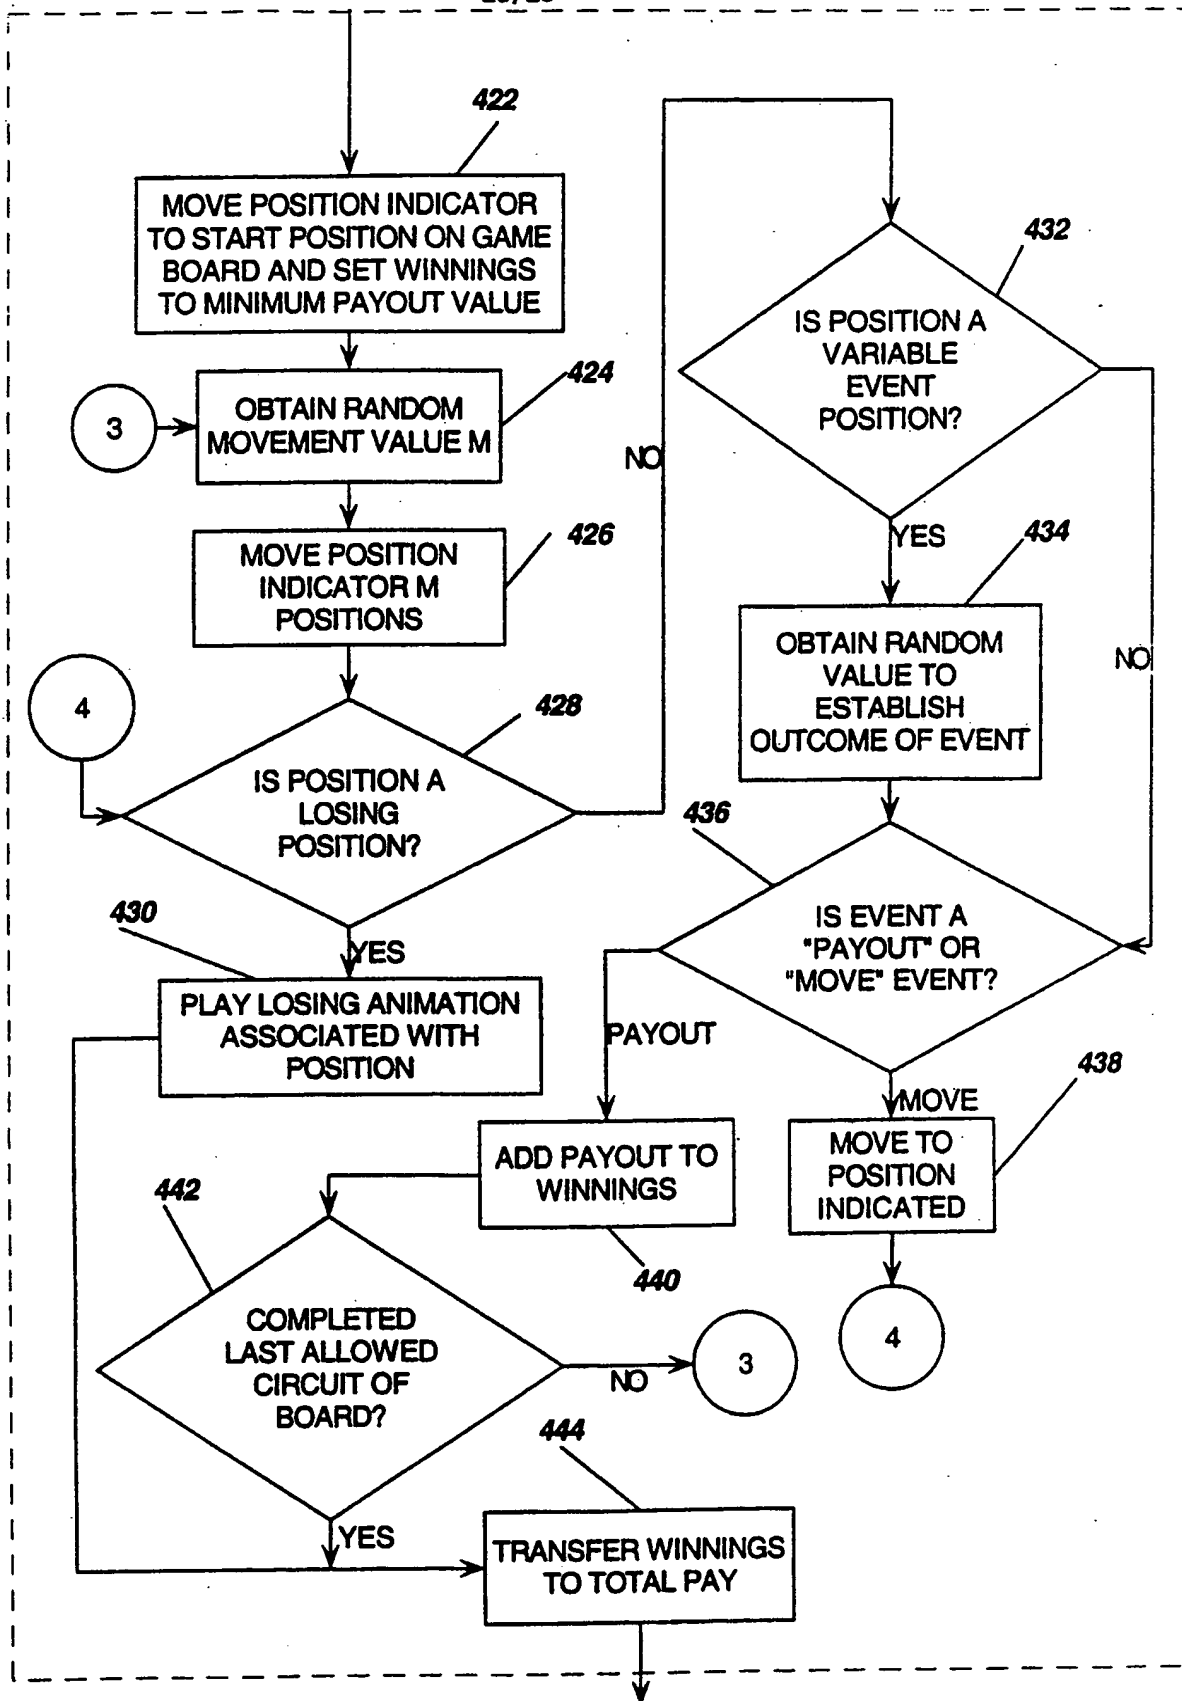 422
MOVE POSITION INDICATOR
TO START POSITION ON GAME
BOARD AND SET WINNINGS
TO MINIMUM PAYOUT VALUE
424
3
OBTAIN RANDOM
MOVEMENT VALUE M
426
MOVE POSITION
INDICATOR M
POSITIONS
4
428
IS POSITION A
LOSING
POSITION?
NO
430
YES
PLAY LOSING ANIMATION
ASSOCIATED WITH
POSITION
432
IS POSITION A
VARIABLE
EVENT
POSITION?
YES
NO
434
OBTAIN RANDOM
VALUE TO
ESTABLISH
OUTCOME OF EVENT
436
IS EVENT A
"PAYOUT" OR
"MOVE" EVENT?
PAYOUT
MOVE
438
MOVE TO
POSITION
INDICATED
4
ADD PAYOUT TO
WINNINGS
440
442
COMPLETED
LAST ALLOWED
CIRCUIT OF
BOARD?
NO
3
YES
444
TRANSFER WINNINGS
TO TOTAL PAY